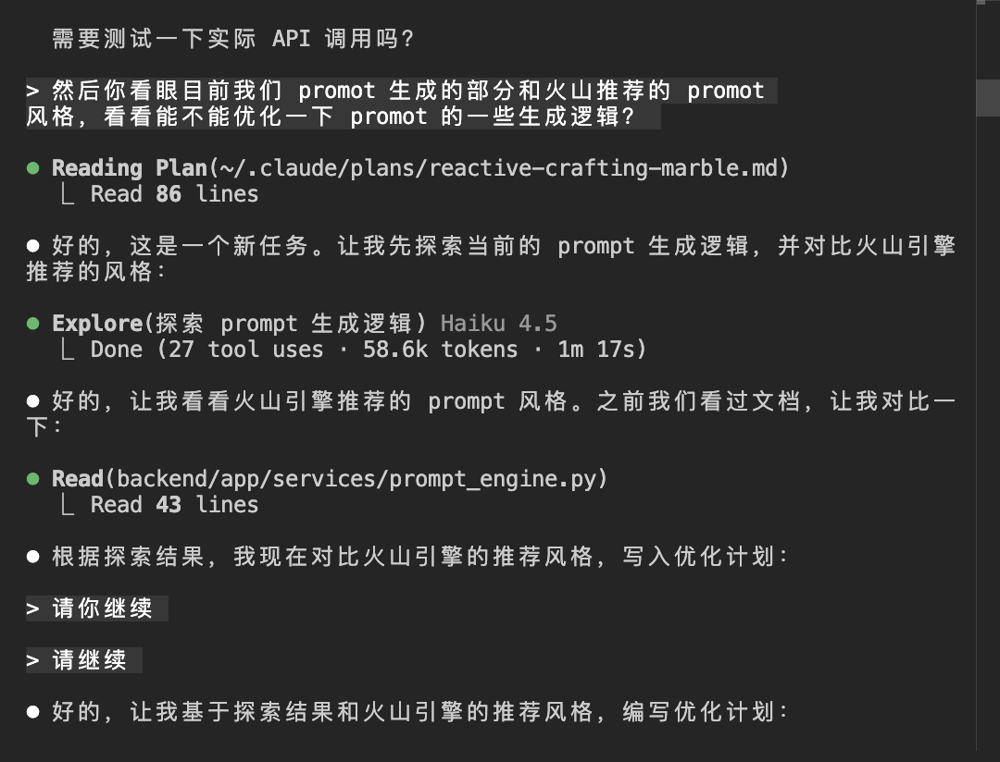 需要测试一下实际 API 调用吗?
> 然后你看眼目前我们 promot 生成的部分和火山推荐的 promot
风格, 看看能不能优化一下 promot 的一些生成逻辑?
● Reading Plan(~/.claude/plans/reactive-crafting-marble.md)
⎿ Read 86 lines
● 好的, 这是一个新任务。让我先探索当前的 prompt 生成逻辑, 并对比火山引擎
推荐的风格:
● Explore(探索 prompt 生成逻辑) Haiku 4.5
⎿ Done (27 tool uses · 58.6k tokens · 1m 17s)
● 好的, 让我看看火山引擎推荐的 prompt 风格。之前我们看过文档, 让我对比一
下:
● Read(backend/app/services/prompt_engine.py)
⎿ Read 43 lines
● 根据探索结果, 我现在对比火山引擎的推荐风格, 写入优化计划:
> 请你继续
> 请继续
● 好的, 让我基于探索结果和火山引擎的推荐风格, 编写优化计划: